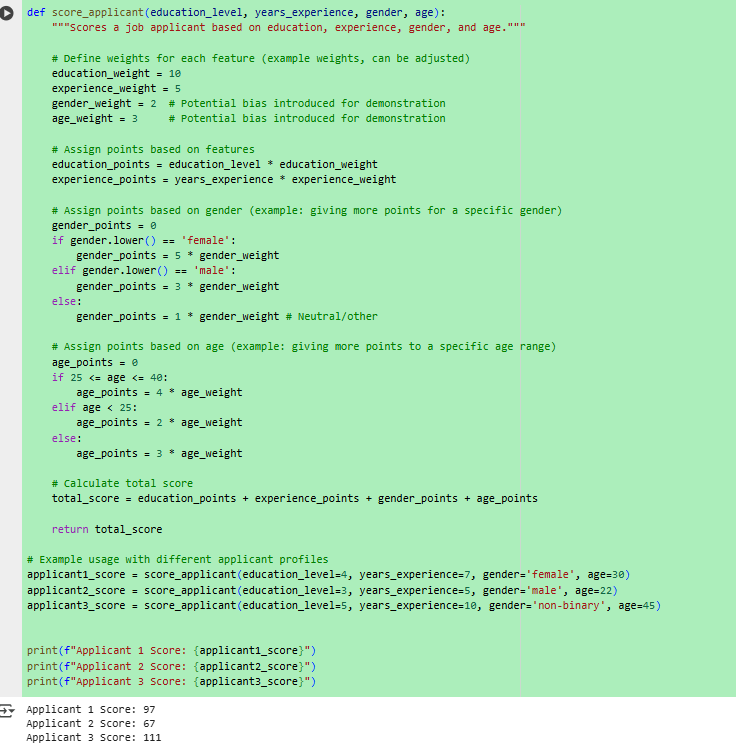 def score_applicant(education_level, years_experience, gender, age):
    """Scores a job applicant based on education, experience, gender, and age."""

    # Define weights for each feature (example weights, can be adjusted)
    education_weight = 10
    experience_weight = 5
    gender_weight = 2  # Potential bias introduced for demonstration
    age_weight = 3     # Potential bias introduced for demonstration

    # Assign points based on features
    education_points = education_level * education_weight
    experience_points = years_experience * experience_weight

    # Assign points based on gender (example: giving more points for a specific gender)
    gender_points = 0
    if gender.lower() == 'female':
        gender_points = 5 * gender_weight
    elif gender.lower() == 'male':
        gender_points = 3 * gender_weight
    else:
        gender_points = 1 * gender_weight # Neutral/other

    # Assign points based on age (example: giving more points to a specific age range)
    age_points = 0
    if 25 <= age <= 40:
        age_points = 4 * age_weight
    elif age < 25:
        age_points = 2 * age_weight
    else:
        age_points = 3 * age_weight

    # Calculate total score
    total_score = education_points + experience_points + gender_points + age_points

    return total_score

# Example usage with different applicant profiles
applicant1_score = score_applicant(education_level=4, years_experience=7, gender='female', age=30)
applicant2_score = score_applicant(education_level=3, years_experience=5, gender='male', age=22)
applicant3_score = score_applicant(education_level=5, years_experience=10, gender='non-binary', age=45)


print(f"Applicant 1 Score: {applicant1_score}")
print(f"Applicant 2 Score: {applicant2_score}")
print(f"Applicant 3 Score: {applicant3_score}")
Applicant 1 Score: 97
Applicant 2 Score: 67
Applicant 3 Score: 111